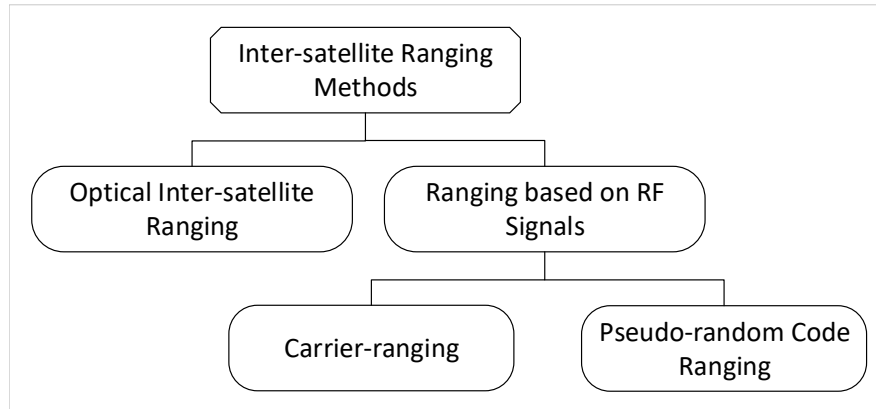 Inter-satellite Ranging
Methods
Optical Inter-satellite
Ranging
Ranging based on RF
Signals
Carrier-ranging
Pseudo-random Code
Ranging